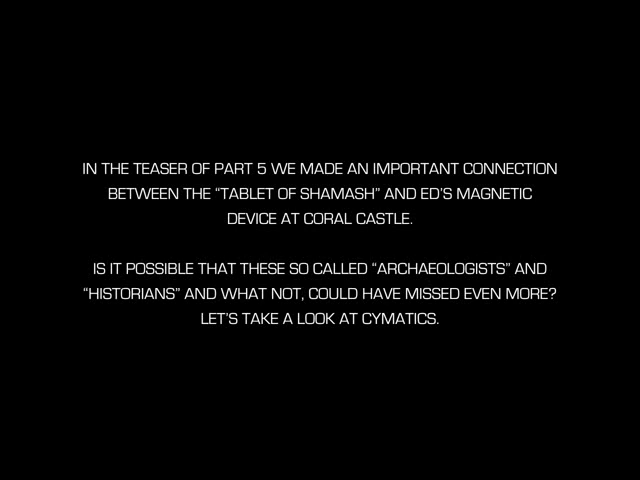 IN THE TEASER OF PART 5 WE MADE AN IMPORTANT CONNECTION
BETWEEN THE “TABLET OF SHAMASH” AND ED’S MAGNETIC
DEVICE AT CORAL CASTLE.
IS IT POSSIBLE THAT THESE SO CALLED “ARCHAEOLOGISTS” AND
“HISTORIANS” AND WHAT NOT, COULD HAVE MISSED EVEN MORE?
LET’S TAKE A LOOK AT CYMATICS.